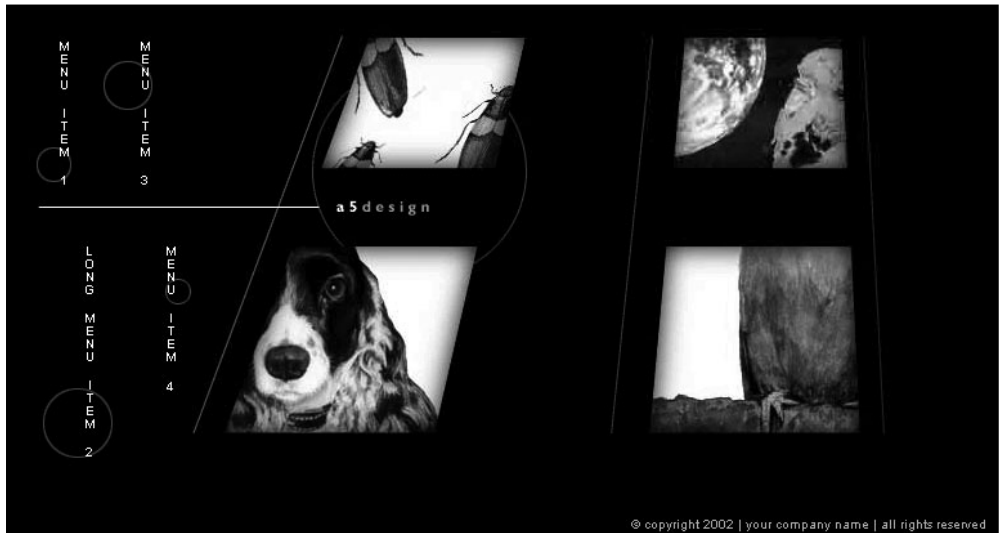 MENU ITEM 1
MENU ITEM 3
a5design
LONG MENU ITEM 2
MENU ITEM 4
© copyright 2002 | your company name | all rights reserved